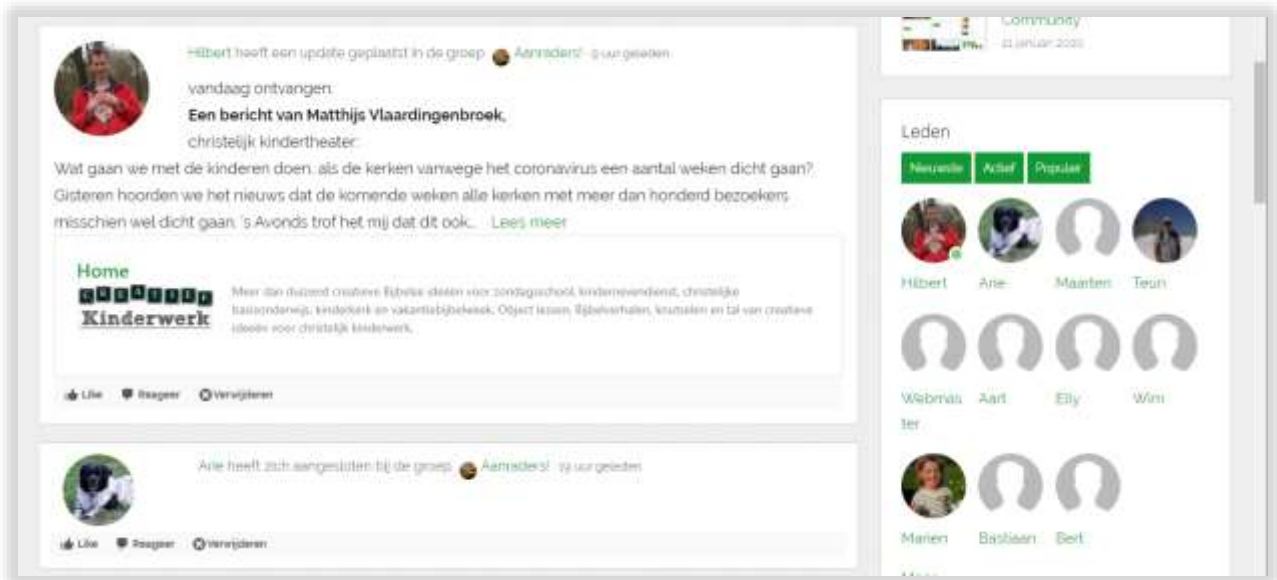 Hilbert heeft een update geplaatst in de groep Aanraders! 9 uur geleden
vandaag ontvangen:
Een bericht van Matthijs Vlaardingenbroek,
christelijk kindertheater:
Wat gaan we met de kinderen doen, als de kerken vanwege het coronavirus een aantal weken dicht gaan?
Gisteren hoorden we het nieuws dat de komende weken alle kerken met meer dan honderd bezoekers
misschien wel dicht gaan. 's Avonds trof het mij dat dit ook... Lees meer
Home
CREATIEF
Kinderwerk
Meer dan duizend creatieve Bijbelse ideeën voor zondagsschool, kindernevendienst, christelijke
basisonderwijs, kinderkerk en vakantiebijbelweek. Object lessen, Bijbelverhalen, knutselen en tal van creatieve
ideeën voor christelijk kinderwerk.
Like Reageer Verwijderen
Arie heeft zich aangesloten bij de groep Aanraders! 19 uur geleden
Like Reageer Verwijderen
Community
21 januari 2020
Leden
Nieuwste Actief Populair
Hilbert Arie Maarten Teun
Webmas Aart Elly Wim
ter
Marien Bastiaan Bert